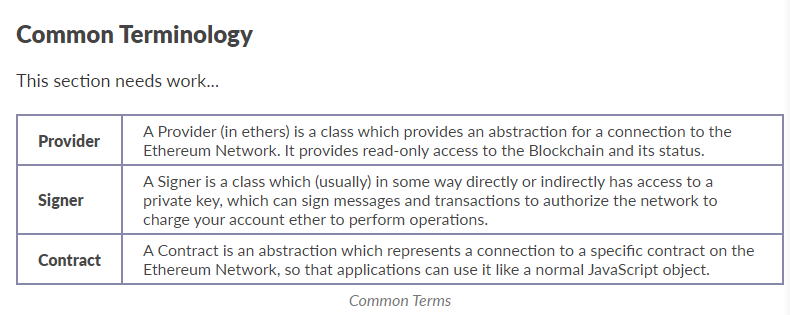 Common Terminology
This section needs work...
Provider
A Provider (in ethers) is a class which provides an abstraction for a connection to the
Ethereum Network. It provides read-only access to the Blockchain and its status.
Signer
A Signer is a class which (usually) in some way directly or indirectly has access to a
private key, which can sign messages and transactions to authorize the network to
charge your account ether to perform operations.
Contract
A Contract is an abstraction which represents a connection to a specific contract on the
Ethereum Network, so that applications can use it like a normal JavaScript object.
Common Terms